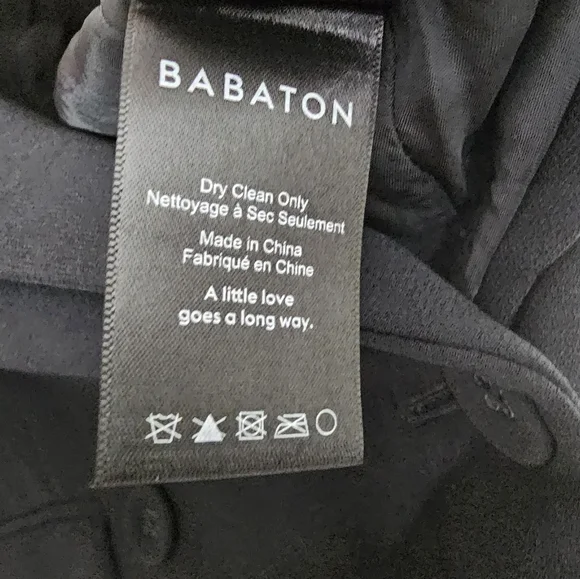 BABATON
Dry Clean Only
Nettoyage à Sec Seulement
Made in China
Fabriqué en Chine
A little love
goes a long way.